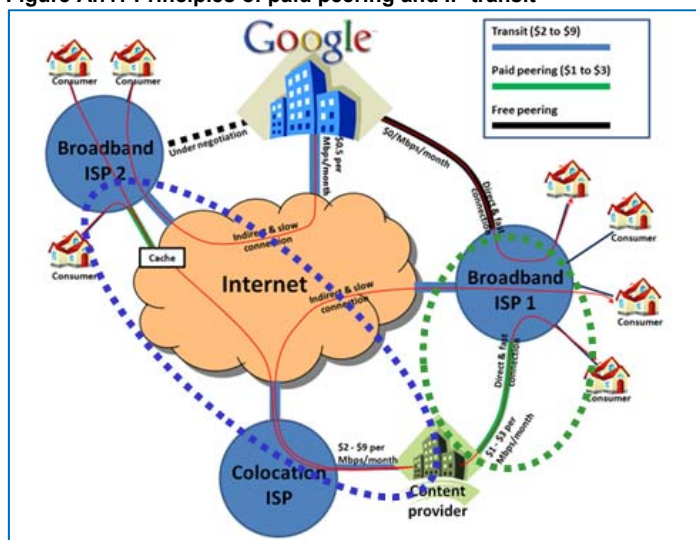 Figure Principles of paid peering and IP transit
Google
Transit ($2 to $9)
Paid peering ($1 to $3)
Free peering
Consumer
Consumer
Broadband
ISP 2
Under negotiation
$0.5 per
Mbps/month
$0/Mbps/month
Direct & fast
connection
Consumer
Cache
Indirect & slow
connection
Internet
Indirect & slow
connection
Broadband
ISP 1
Consumer
Consumer
Consumer
Direct & fast
connection
Colocation
ISP
$2 - $9 per
Mbps/month
$1 - $3 per
Mbps/month
Content
provider